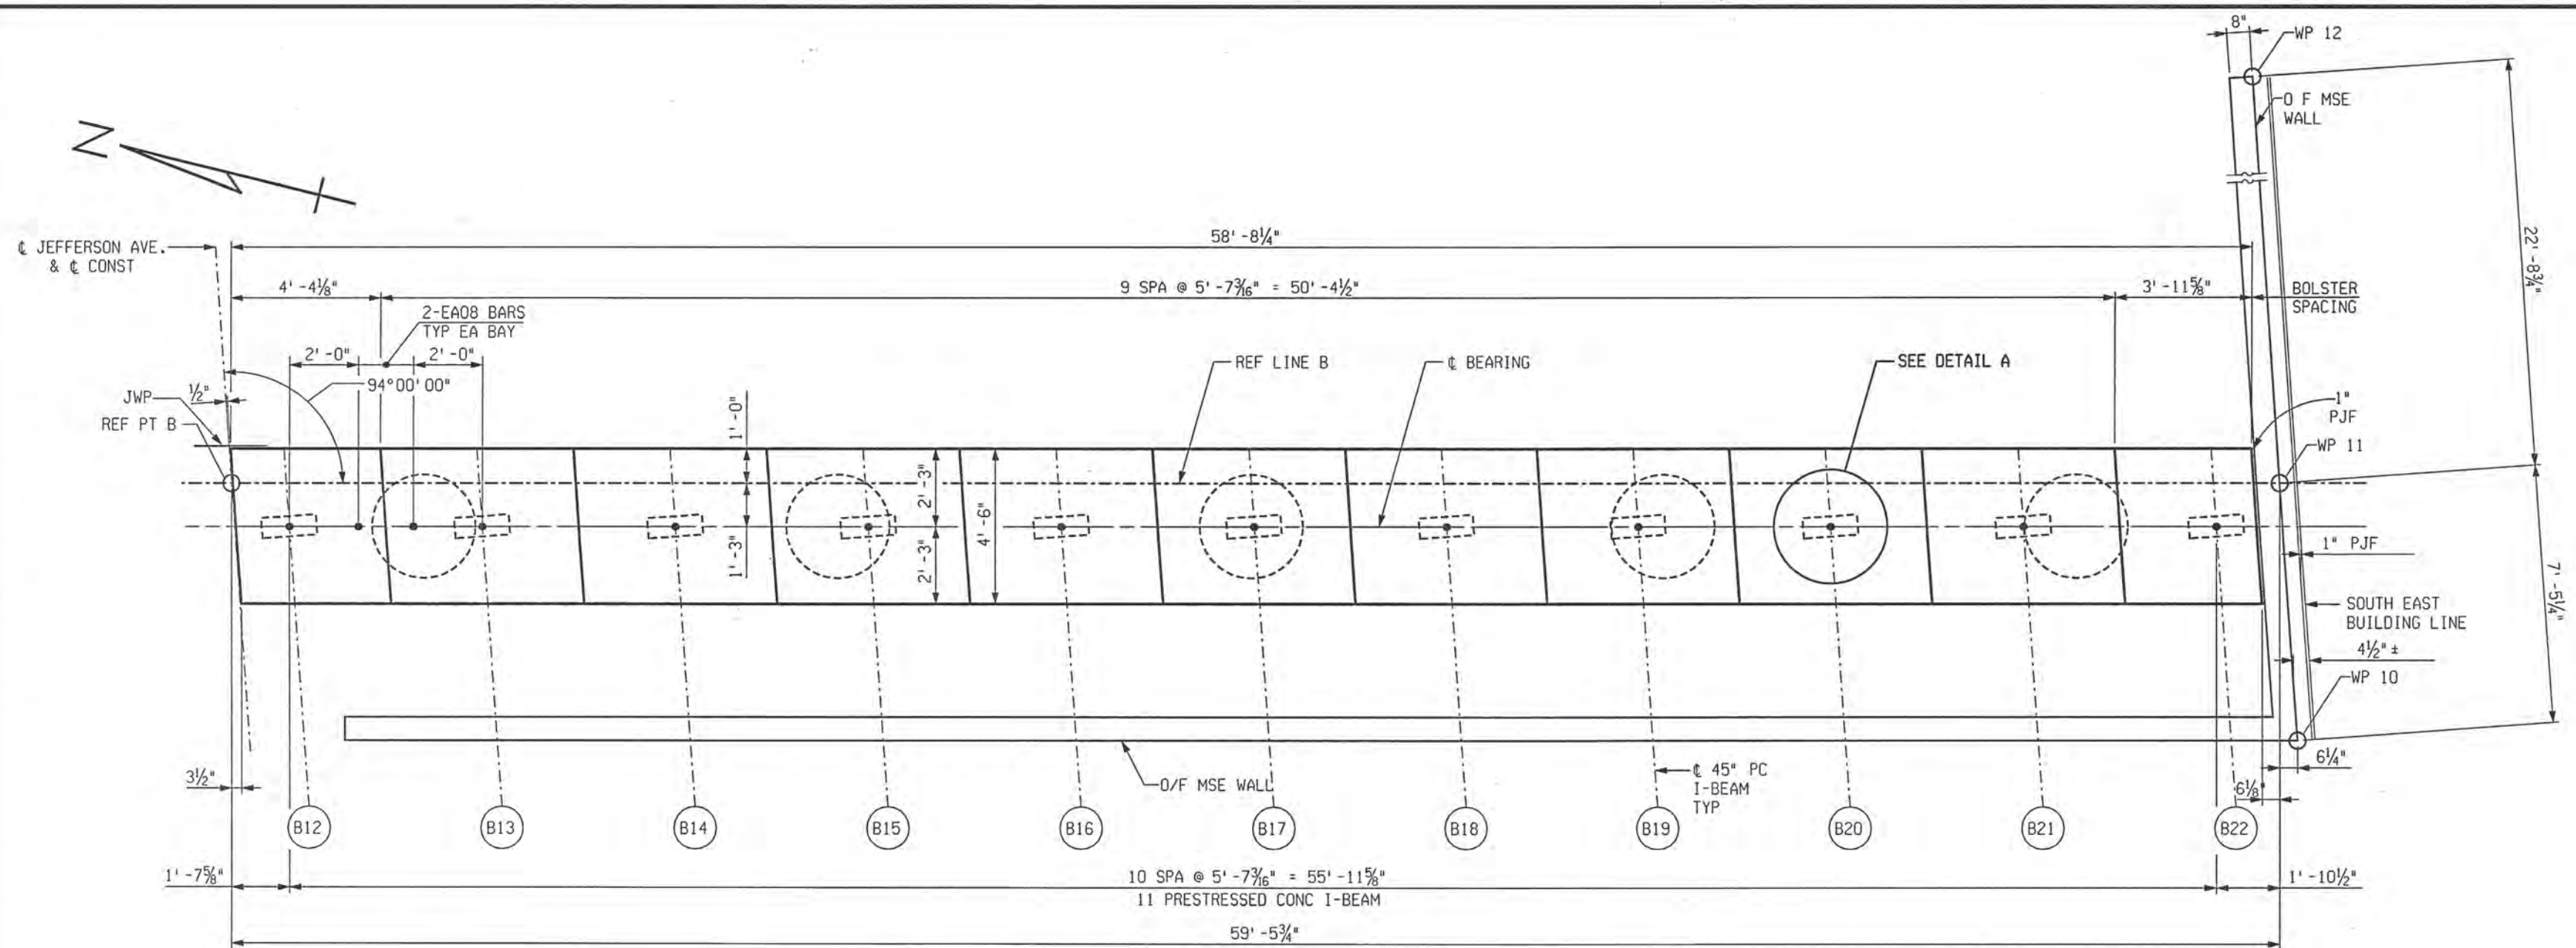 8"
WP 12
O F MSE
WALL
N
22'-8¾"
℄ JEFFERSON AVE.
& ℄ CONST
58'-8¼"
4'-4⅛"
9 SPA @ 5'-7³⁄₁₆" = 50'-4½"
3'-11⅝"
BOLSTER
SPACING
2-EA08 BARS
TYP EA BAY
2'-0"
2'-0"
94°00'00"
REF LINE B
℄ BEARING
SEE DETAIL A
JWP
½"
REF PT B
1'-0"
1"
PJF
WP 11
2'-3"
4'-6"
1'-3"
2'-3"
1" PJF
7'-5¼"
SOUTH EAST
BUILDING LINE
4½" ±
WP 10
3½"
O/F MSE WALL
℄ 45" PC
I-BEAM
TYP
6¼"
6⅛"
B12
B13
B14
B15
B16
B17
B18
B19
B20
B21
B22
1'-7⅝"
10 SPA @ 5'-7³⁄₁₆" = 55'-11⅝"
11 PRESTRESSED CONC I-BEAM
1'-10½"
59'-5¾"